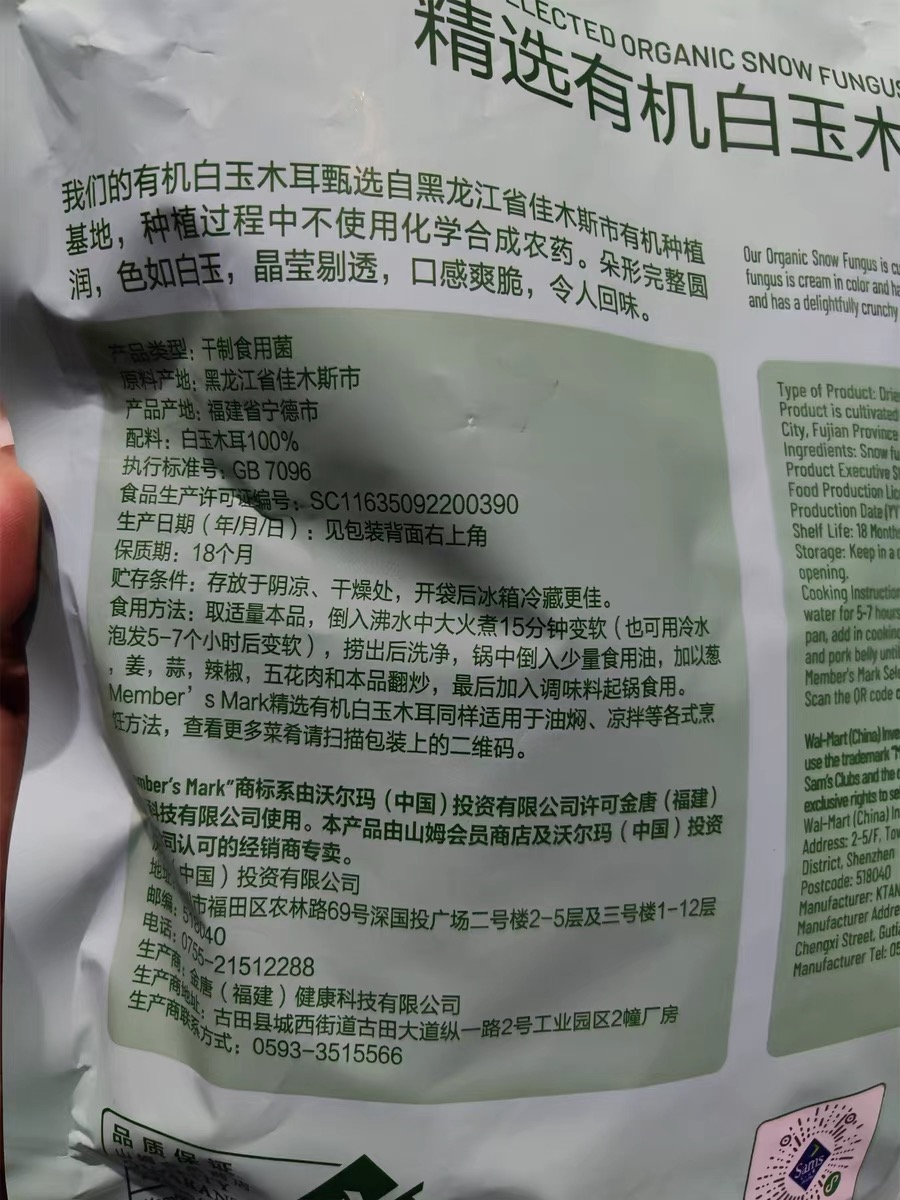 ELECTED ORGANIC SNOW FUNGUS
精选有机白玉木
我们的有机白玉木耳甄选自黑龙江省佳木斯市有机种植
基地，种植过程中不使用化学合成农药。朵形完整圆
润，色如白玉，晶莹剔透，口感爽脆，令人回味。
产品类型：干制食用菌
原料产地：黑龙江省佳木斯市
产品产地：福建省宁德市
配料：白玉木耳100%
执行标准号：GB 7096
食品生产许可证编号：SC11635092200390
生产日期（年/月/日）：见包装背面右上角
保质期：18个月
贮存条件：存放于阴凉、干燥处，开袋后冰箱冷藏更佳。
食用方法：取适量本品，倒入沸水中大火煮15分钟变软（也可用冷水
泡发5-7个小时后变软），捞出后洗净，锅中倒入少量食用油，加以葱
，姜，蒜，辣椒，五花肉和本品翻炒，最后加入调味料起锅食用。
Member's Mark精选有机白玉木耳同样适用于油焖、凉拌等各式烹
饪方法，查看更多菜肴请扫描包装上的二维码。
mber's Mark"商标系由沃尔玛（中国）投资有限公司许可金唐（福建）
科技有限公司使用。本产品由山姆会员商店及沃尔玛（中国）投资
司认可的经销商专卖。
中国）投资有限公司
地址 市福田区农林路69号深国投广场二号楼2-5层及三号楼1-12层
邮编：518040
电话：0755-21512288
生产商：金唐（福建）健康科技有限公司
生产商地址：古田县城西街道古田大道纵一路2号工业园区2幢厂房
生产商联系方式：0593-3515566
品质保证
Our Organic Snow Fungus is cu
fungus is cream in color and ha
and has a delightfully crunchy
Type of Product: Drie
Product is cultivated
City, Fujian Province
Ingredients: Snow fu
Product Executive S
Food Production Lic
Production Date (YY
Shelf Life: 18 Months
Storage: Keep in a c
opening.
Cooking Instruction
water for 5-7 hours
pan, add in cooking
and pork belly until
Member's Mark Sele
Scan the QR code o
Wal-Mart (China) Inve
use the trademark "M
Sam's Clubs and the
exclusive rights to se
Wal-Mart (China) In
Address: 2-5/F, Tow
District, Shenzhen
Postcode: 518040
Manufacturer: KTAN
Manufacturer Addre
Chengxi Street, Guti
Manufacturer Tel: 05
Sam's